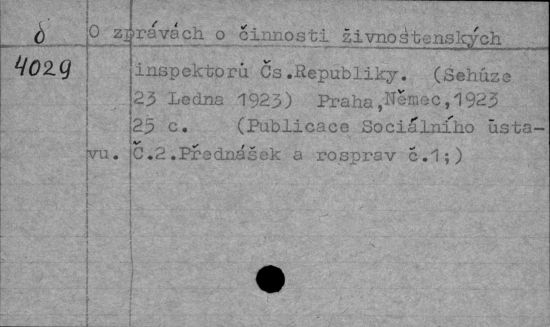 δ O zprávách o činnosti živnostenských
4029 inspektorů Čs.Republiky. (Sehúze
23 Ledna 1923) Praha,Němec,1923
25 c. (Publicace Sociálního ústa-
vu. Č.2.Přednášek a rosprav č.1;)